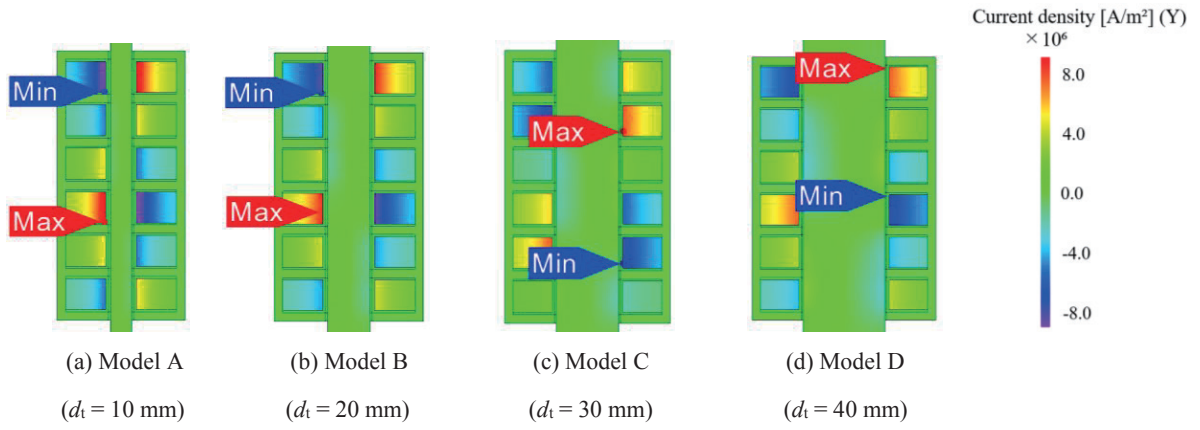 Current density [A/m²] (Y)
× 10⁶
8.0
4.0
0.0
-4.0
-8.0
Min
Max
Min
Max
Max
Min
Max
Min
(a) Model A
(b) Model B
(c) Model C
(d) Model D
(dₜ = 10 mm)
(dₜ = 20 mm)
(dₜ = 30 mm)
(dₜ = 40 mm)